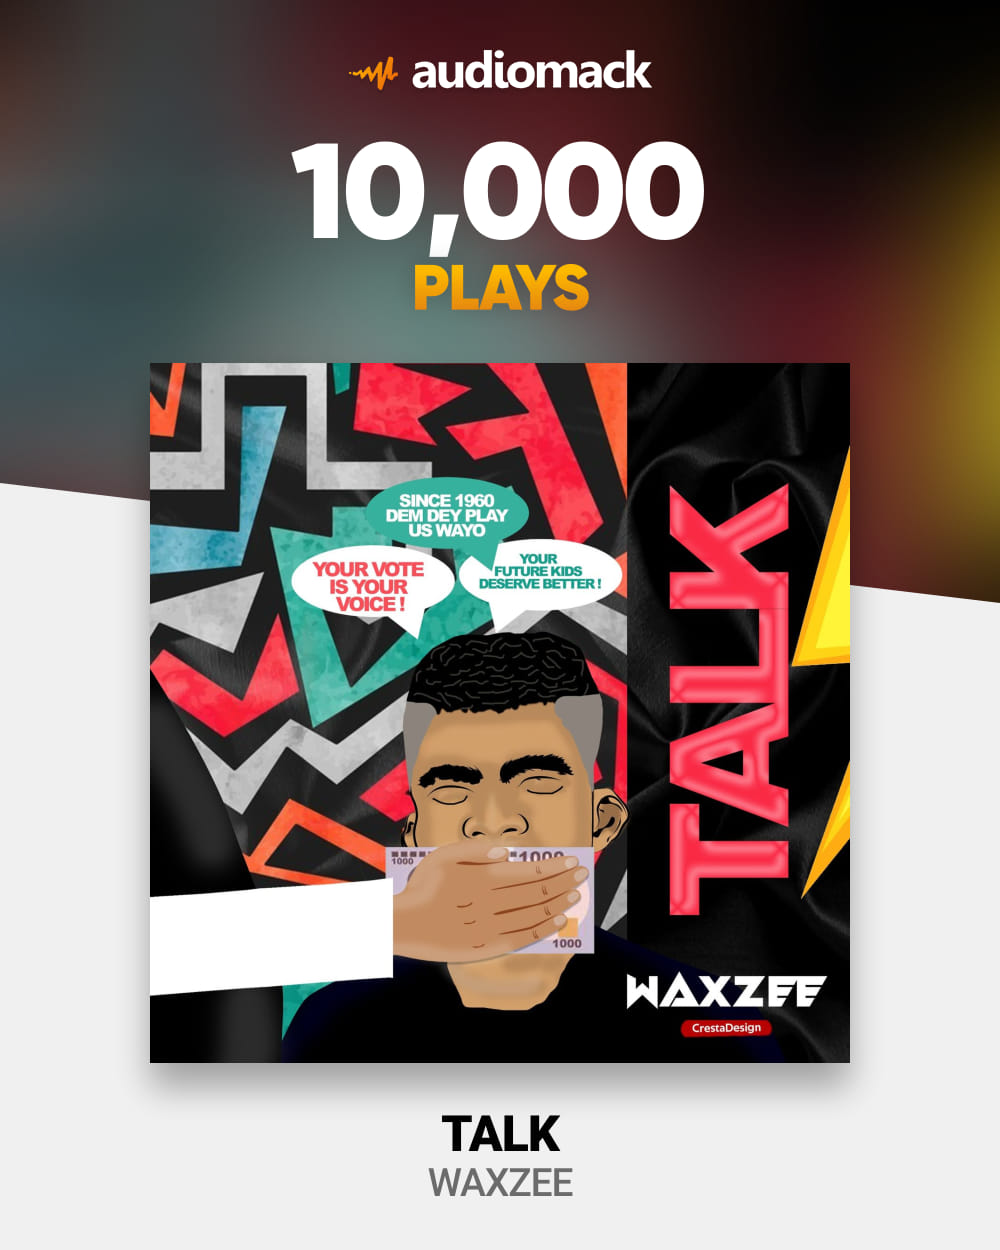 audiomack
10,000
PLAYS
SINCE 1960
DEM DEY PLAY
US WAYO
YOUR VOTE
IS YOUR
VOICE !
YOUR
FUTURE KIDS
DESERVE BETTER !
TALK
1000
1000
1000
WAXZEE
CrestaDesign
TALK
WAXZEE